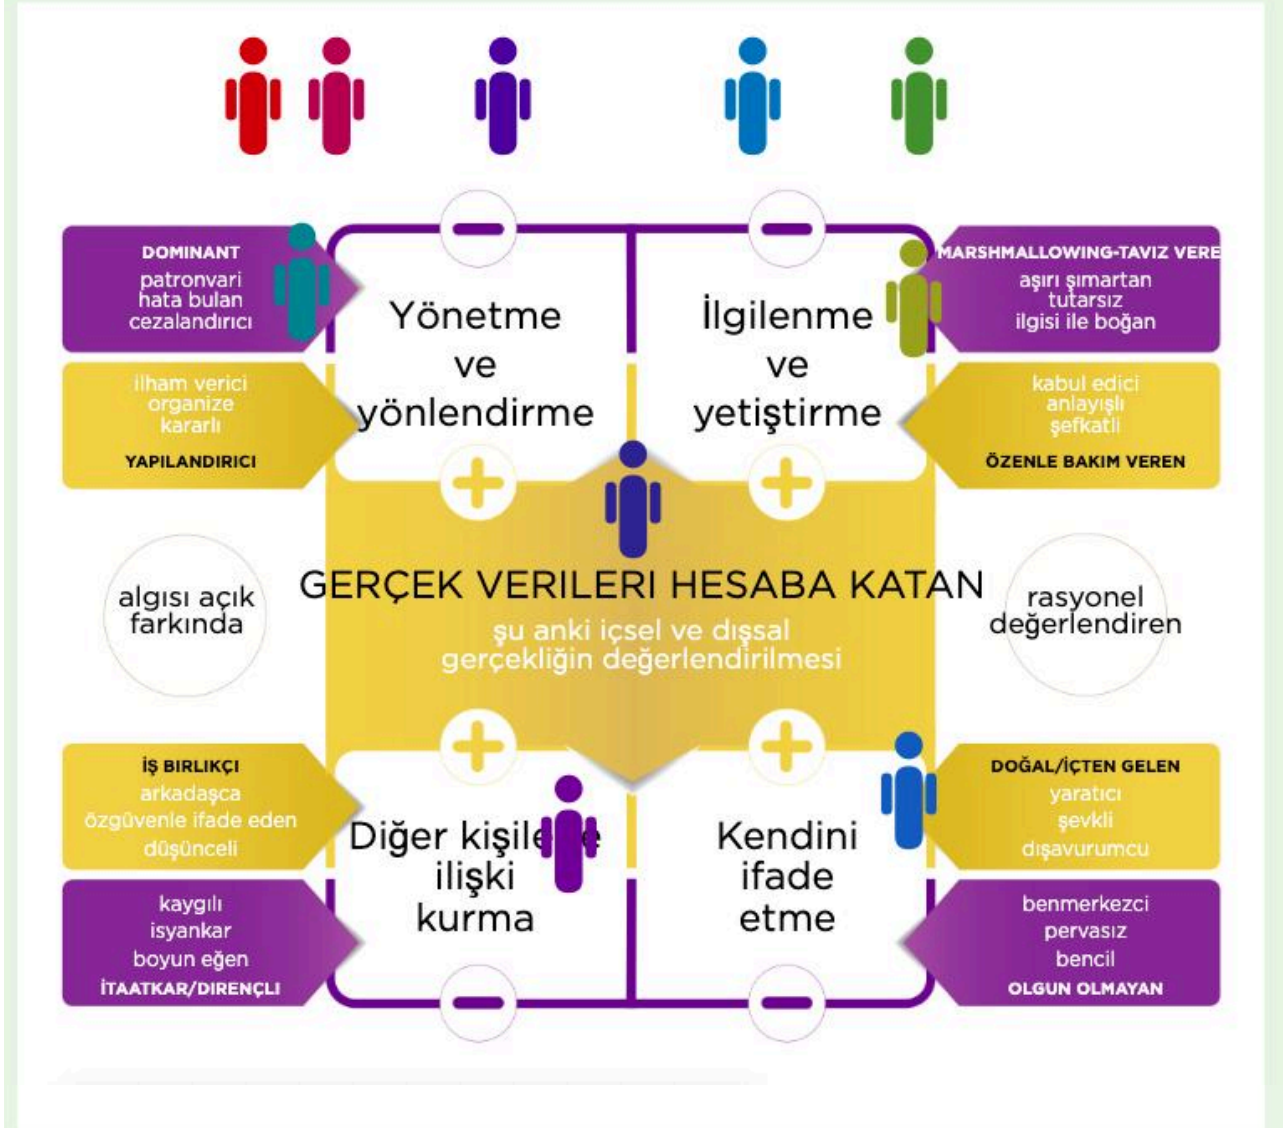 DOMINANT
patronvari
hata bulan
cezalandırıcı
Yönetme
ve
yönlendirme
İlgilenme
ve
yetiştirme
MARSHMALLOWING-TAVIZ VERE
aşırı şımartan
tutarsız
ilgisi ile boğan
ilham verici
organize
kararlı
YAPILANDIRICI
kabul edici
anlayışlı
şefkatli
ÖZENLE BAKIM VEREN
algısı açık
farkında
GERÇEK VERILERI HESABA KATAN
şu anki içsel ve dışsal
gerçekliğin değerlendirilmesi
rasyonel
değerlendiren
İŞ BIRLIKÇI
arkadaşca
özgüvenle ifade eden
düşünceli
Diğer
ilişki
kurma
Kendini
ifade
etme
DOĞAL/İÇTEN GELEN
yaratıcı
şevkli
dışavurumcu
kaygılı
isyankar
boyun eğen
İTAATKAR/DIRENÇLI
benmerkezci
pervasız
bencil
OLGUN OLMAYAN